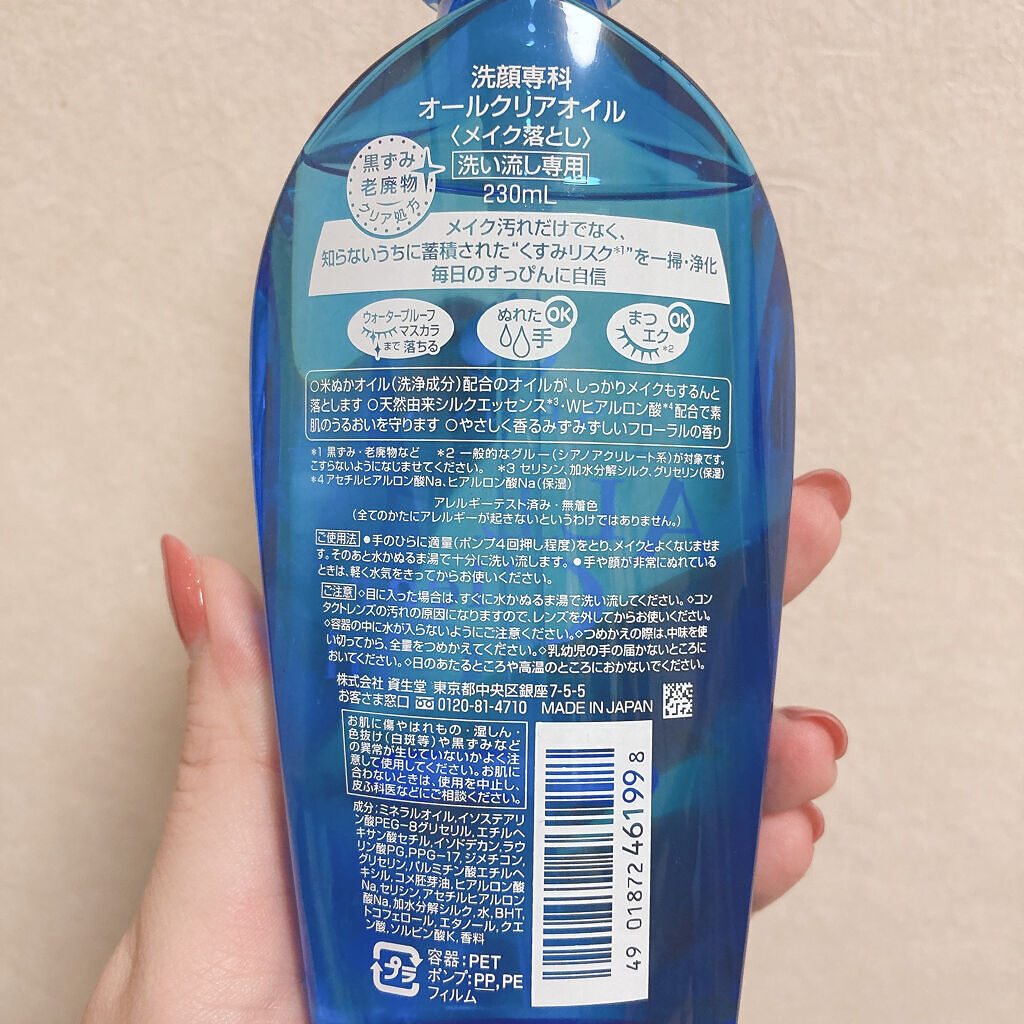 洗顔専科
オールクリアオイル
〈メイク落とし〉
洗い流し専用
230mL
黒ずみ
老廃物
クリア処方
メイク汚れだけでなく、
知らないうちに蓄積された“くすみリスク*1”を一掃・浄化
毎日のすっぴんに自信
ウォータープルーフ
マスカラ
まで落ちる
ぬれた
手
OK
まつ
エク*2
OK
○米ぬかオイル（洗浄成分）配合のオイルが、しっかりメイクもするんと
落とします ○天然由来シルクエッセンス*3・Wヒアルロン酸*4配合で素
肌のうるおいを守ります ○やさしく香るみずみずしいフローラルの香り
*1 黒ずみ・老廃物など *2 一般的なグルー（シアノアクリレート系）が対象です。
こすらないようになじませてください。 *3 セリシン、加水分解シルク、グリセリン（保湿）
*4 アセチルヒアルロン酸Na、ヒアルロン酸Na（保湿）
アレルギーテスト済み・無着色
（全てのかたにアレルギーが起きないというわけではありません。）
ご使用法 ●手のひらに適量（ポンプ4回押し程度）をとり、メイクとよくなじませま
す。そのあと水かぬるま湯で十分に洗い流します。 ●手や顔が非常にぬれている
ときは、軽く水気をきってからお使いください。
ご注意 ◇目に入った場合は、すぐに水かぬるま湯で洗い流してください。◇コン
タクトレンズの汚れの原因になりますので、レンズを外してからお使いください。
◇容器の中に水が入らないようにご注意ください。◇つめかえの際は、中味を使
い切ってから、全量をつめかえてください。◇乳幼児の手の届かないところに
おいてください。◇日のあたるところや高温のところにおかないでください。
株式会社 資生堂 東京都中央区銀座7-5-5
お客さま窓口 0120-81-4710 MADE IN JAPAN
お肌に傷やはれもの・湿しん・
色抜け（白斑等）や黒ずみなど
の異常が生じていないかよく注
意して使用してください。お肌に
合わないときは、使用を中止し、
皮ふ科医などにご相談ください。
成分：ミネラルオイル，イソステアリ
ン酸PEG-8グリセリル，エチルヘ
キサン酸セチル，イソドデカン，ラウ
リン酸PG，PPG-17，ジメチコン，
グリセリン，パルミチン酸エチルヘ
キシル，コメ胚芽油，ヒアルロン酸
Na，セリシン，アセチルヒアルロン
酸Na，加水分解シルク，水，BHT，
トコフェロール，エタノール，クエ
ン酸，ソルビン酸K，香料
プラ
容器：PET
ポンプ：PP，PE
フィルム
49 01872 461998